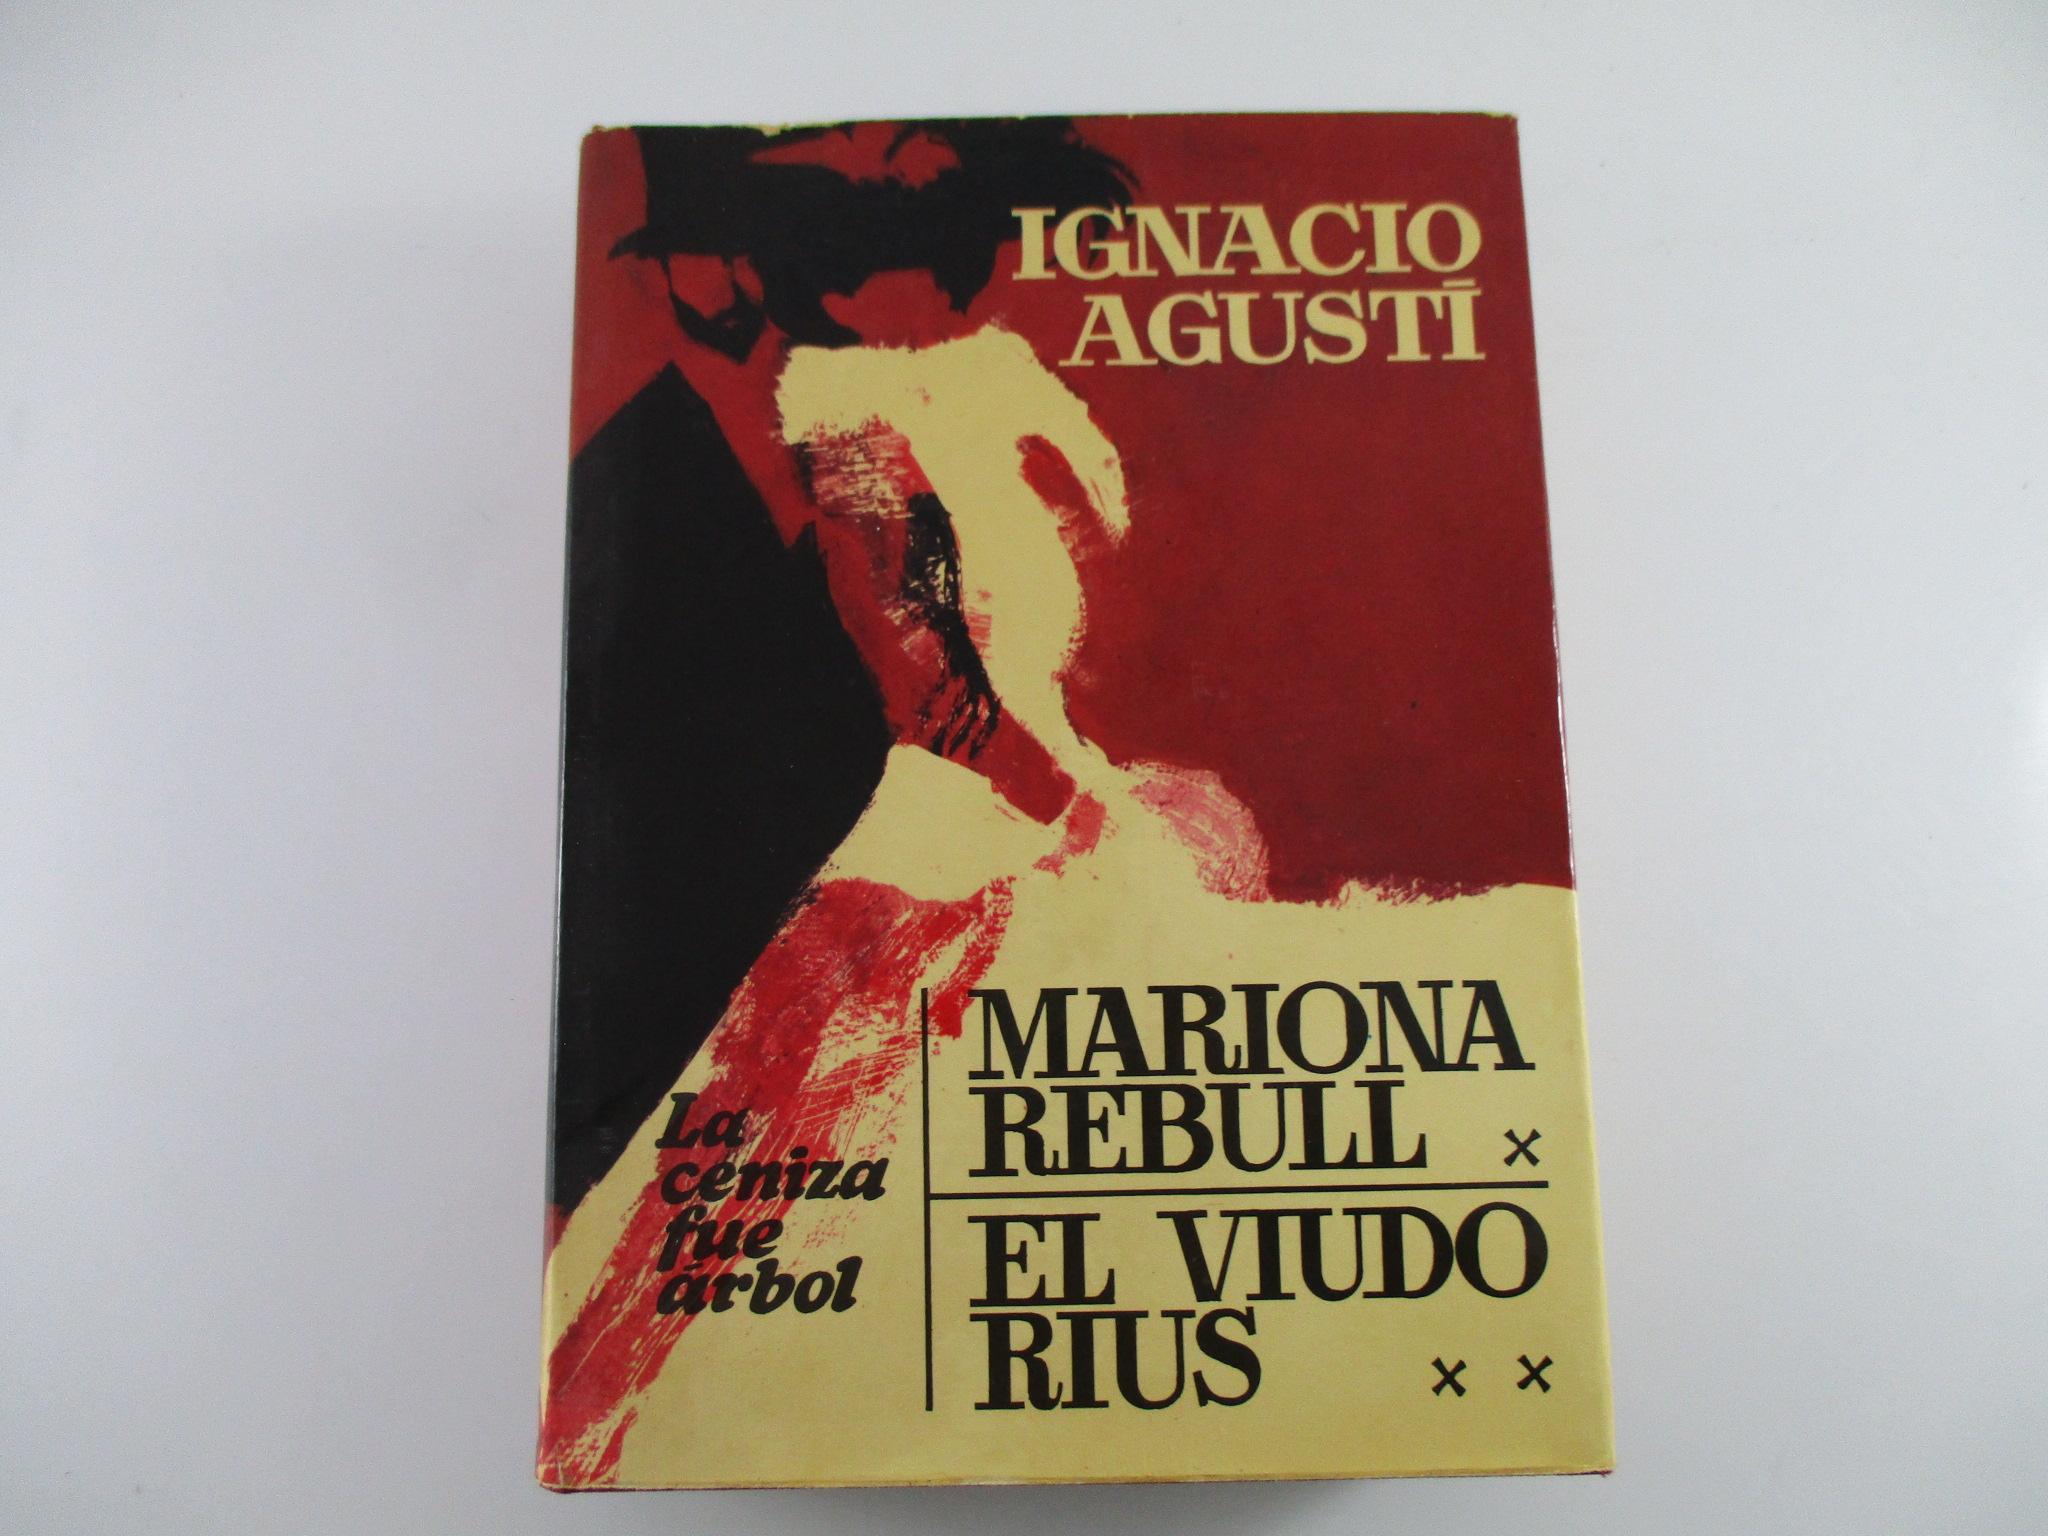 IGNACIO
AGUSTÍ
La
ceniza
fue
árbol
MARIONA
REBULL ×
EL VIUDO
RIUS × ×